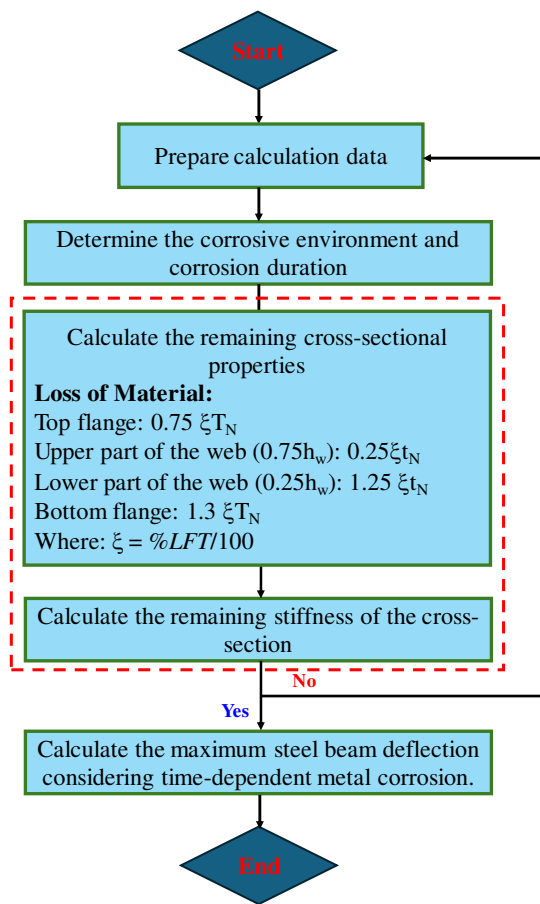 Start
Prepare calculation data
Determine the corrosive environment and
corrosion duration
Calculate the remaining cross-sectional
properties
Loss of Material:
Top flange: 0.75 ξT_N
Upper part of the web (0.75h_w): 0.25ξt_N
Lower part of the web (0.25h_w): 1.25 ξt_N
Bottom flange: 1.3 ξT_N
Where: ξ = %LFT/100
Calculate the remaining stiffness of the cross-
section
No
Yes
Calculate the maximum steel beam deflection
considering time-dependent metal corrosion.
End